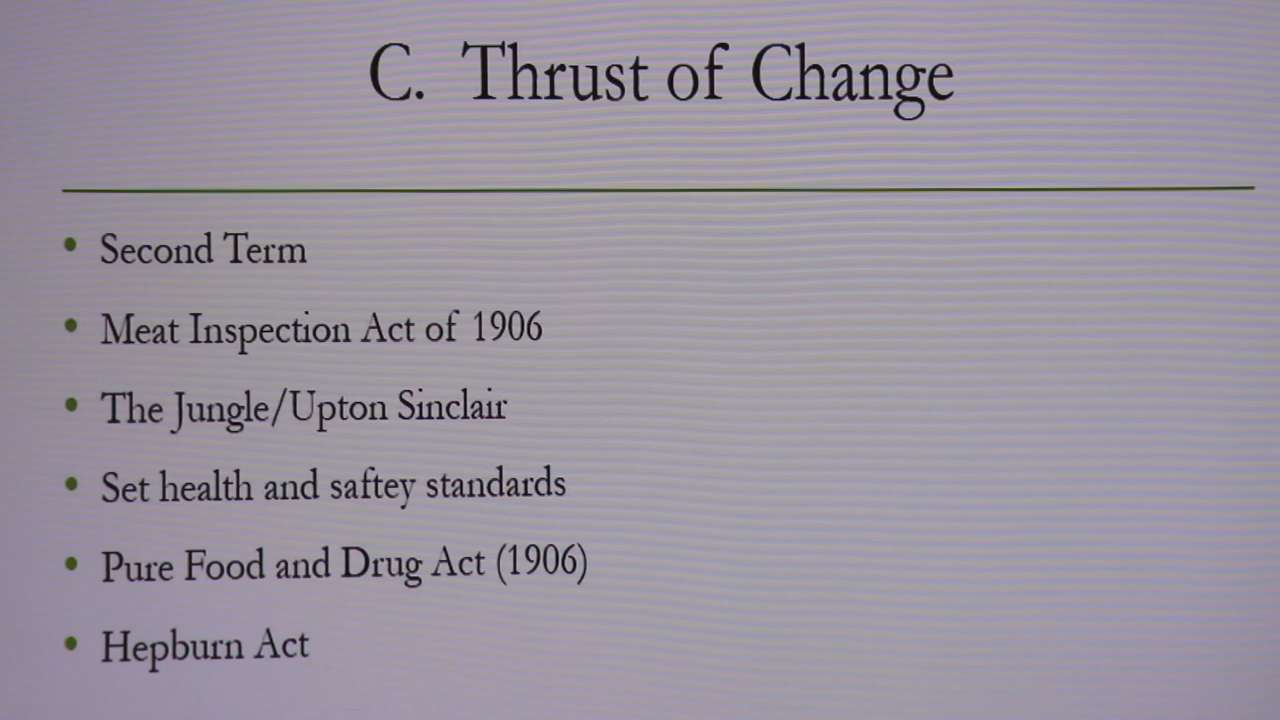 C. Thrust of Change
• Second Term
• Meat Inspection Act of 1906
• The Jungle/Upton Sinclair
• Set health and saftey standards
• Pure Food and Drug Act (1906)
• Hepburn Act